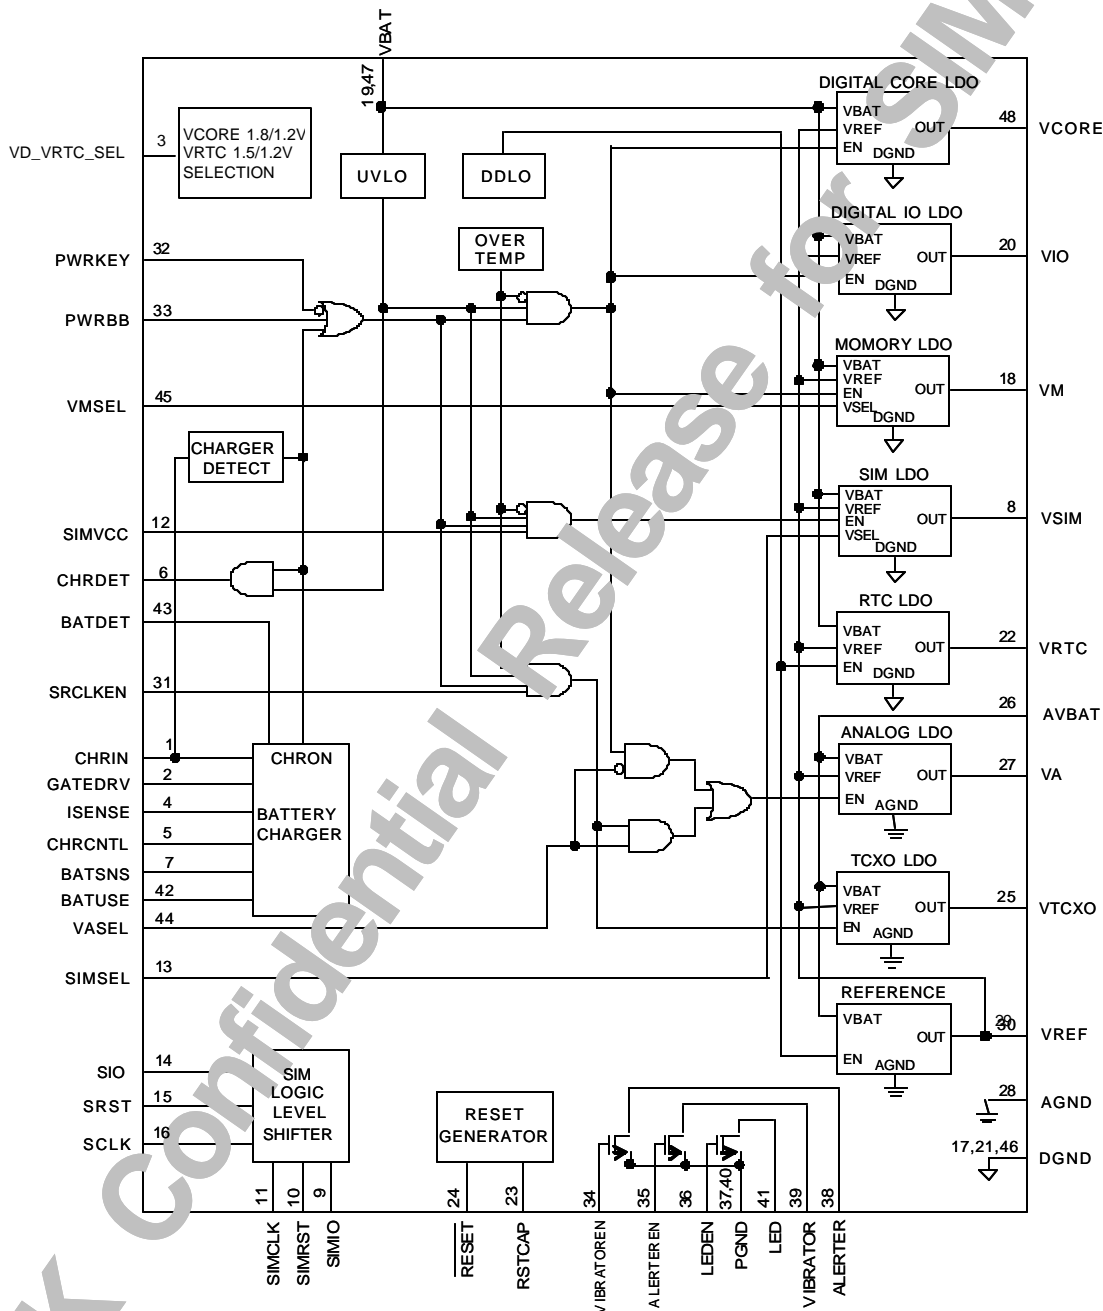 VBAT
19,47
DIGITAL CORE LDO
VBAT
VREF
EN
OUT
DGND
48
VCORE
VD_VRTC_SEL
3
VCORE 1.8/1.2V
VRTC 1.5/1.2V
SELECTION
UVLO
DDLO
OVER
TEMP
DIGITAL IO LDO
VBAT
VREF
EN
OUT
DGND
20
VIO
PWRKEY
32
PWRBB
33
MOMORY LDO
VBAT
VREF
EN
VSEL
OUT
DGND
18
VM
VMSEL
45
CHARGER
DETECT
SIM LDO
VBAT
VREF
EN
VSEL
OUT
DGND
8
VSIM
SIMVCC
12
CHRDET
6
BATDET
43
RTC LDO
VBAT
VREF
EN
OUT
DGND
22
VRTC
SRCLKEN
31
26
AVBAT
CHRIN
1
GATEDRV
2
ISENSE
4
CHRCNTL
5
BATSNS
7
BATUSE
42
VASEL
44
CHRON
BATTERY
CHARGER
ANALOG LDO
VBAT
VREF
EN
OUT
AGND
27
VA
TCXO LDO
VBAT
VREF
EN
OUT
AGND
25
VTCXO
SIMSEL
13
REFERENCE
VBAT
EN
OUT
AGND
29
30
VREF
SIO
14
SRST
15
SCLK
16
SIM
LOGIC
LEVEL
SHIFTER
RESET
GENERATOR
28
AGND
17,21,46
DGND
11
10
9
24
23
34
35
36
37,40
41
39
38
SIMCLK
SIMRST
SIMIO
RESET
RSTCAP
VIBRATOREN
ALERTEREN
LEDEN
PGND
LED
VIBRATOR
ALERTER
K Confidential Release for SIM